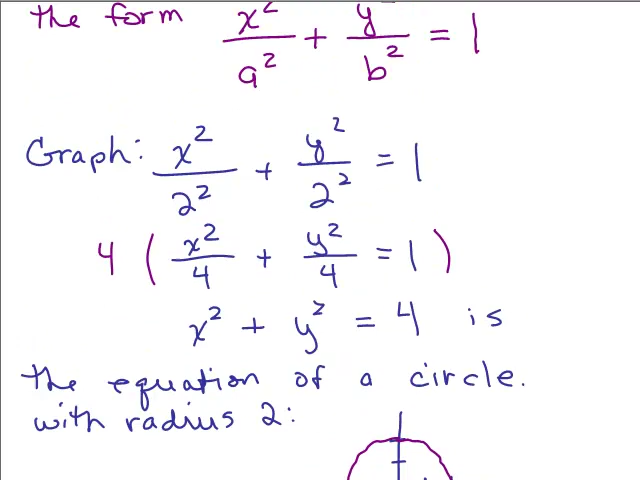 the form x²/a² + y/b² = 1
Graph: x²/2² + y²/2² = 1
4 ( x²/4 + y²/4 = 1 )
x² + y² = 4 is
the equation of a circle.
with radius 2: